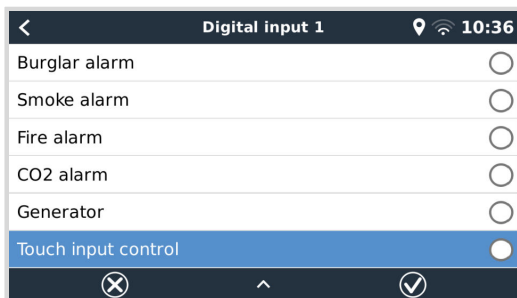 Digital input 1 10:36
Burglar alarm
Smoke alarm
Fire alarm
CO2 alarm
Generator
Touch input control